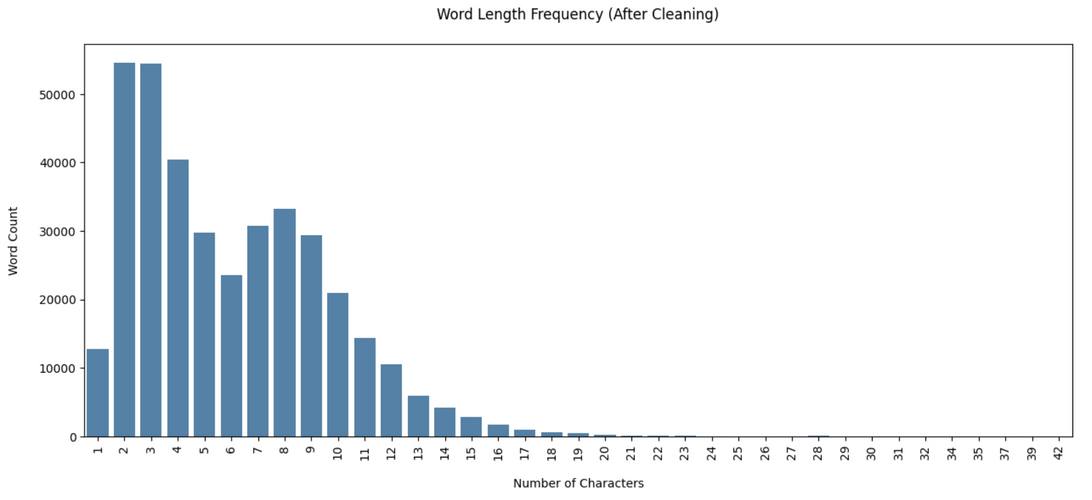 Word Length Frequency (After Cleaning)
Word Count
50000
40000
30000
20000
10000
0
1 2 3 4 5 6 7 8 9 10 11 12 13 14 15 16 17 18 19 20 21 22 23 24 25 26 27 28 29 30 31 32 34 35 37 39 42
Number of Characters